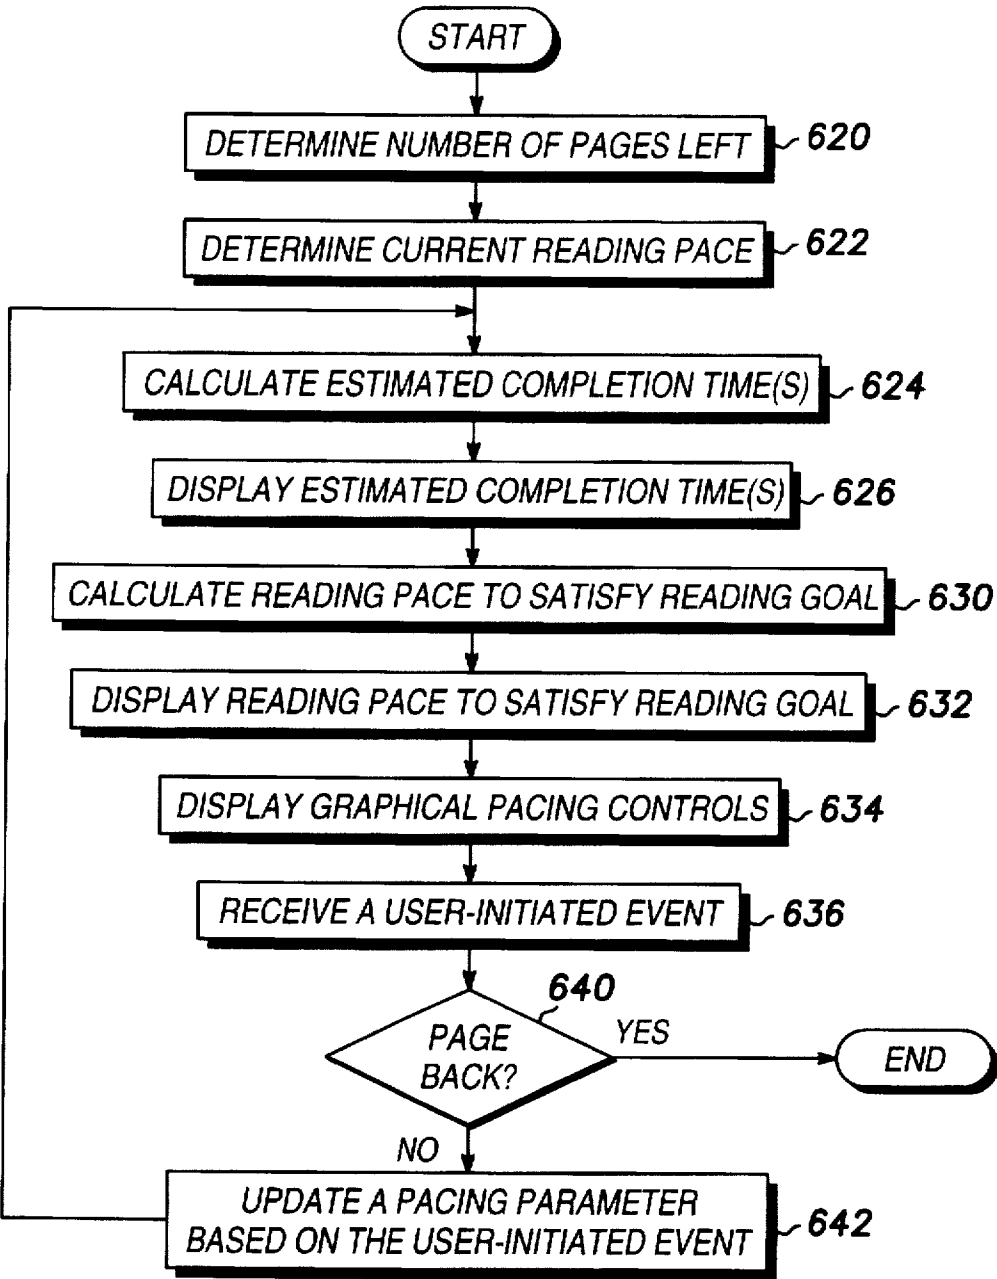 START
DETERMINE NUMBER OF PAGES LEFT 620
DETERMINE CURRENT READING PACE 622
CALCULATE ESTIMATED COMPLETION TIME(S) 624
DISPLAY ESTIMATED COMPLETION TIME(S) 626
CALCULATE READING PACE TO SATISFY READING GOAL 630
DISPLAY READING PACE TO SATISFY READING GOAL 632
DISPLAY GRAPHICAL PACING CONTROLS 634
RECEIVE A USER-INITIATED EVENT 636
640
PAGE
BACK?
YES
END
NO
UPDATE A PACING PARAMETER
BASED ON THE USER-INITIATED EVENT 642